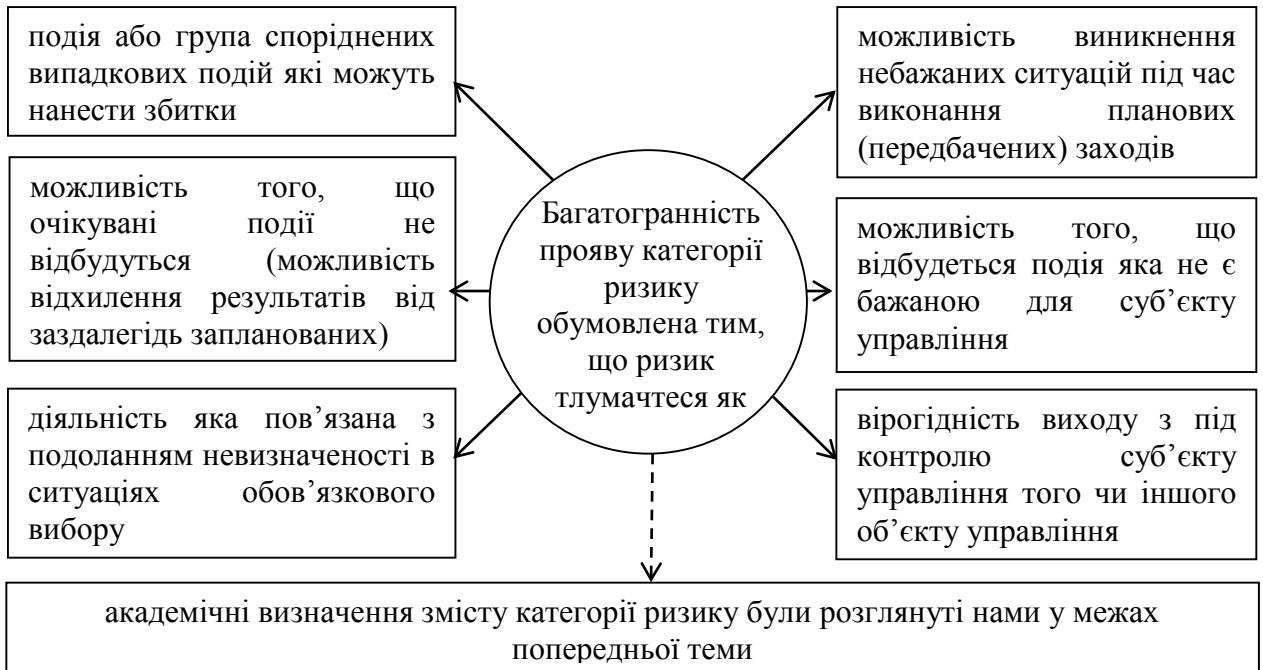 подія або група споріднених
випадкових подій які можуть
нанести збитки
можливість того, що
очікувані події не
відбудуться (можливість
відхилення результатів від
заздалегідь запланованих)
діяльність яка пов’язана з
подоланням невизначеності в
ситуаціях обов’язкового
вибору
Багатогранність
прояву категорії
ризику
обумовлена тим,
що ризик
тлумачтеся як
можливість виникнення
небажаних ситуацій під час
виконання планових
(передбачених) заходів
можливість того, що
відбудеться подія яка не є
бажаною для суб’єкту
управління
вірогідність виходу з під
контролю суб’єкту
управління того чи іншого
об’єкту управління
академічні визначення змісту категорії ризику були розглянуті нами у межах
попередньої теми